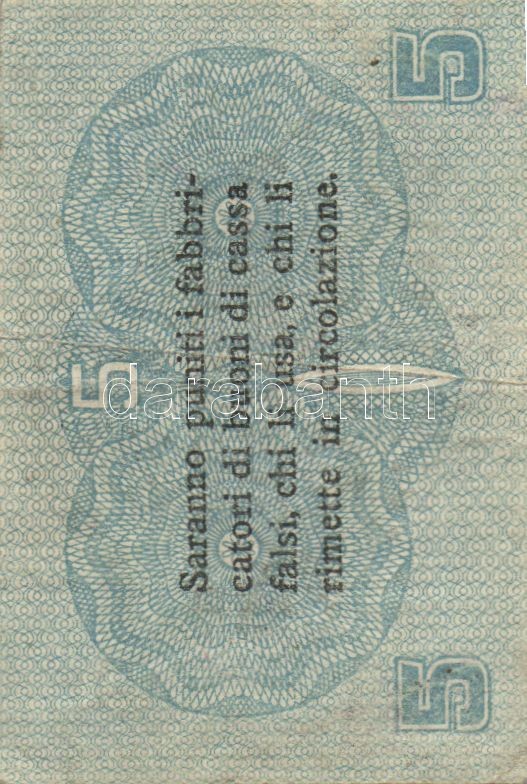 5
Saranno puniti i fabbri-
catori di buoni di cassa
falsi, chi li usa, e chi li
rimette in circolazione.
5 5
darabanth